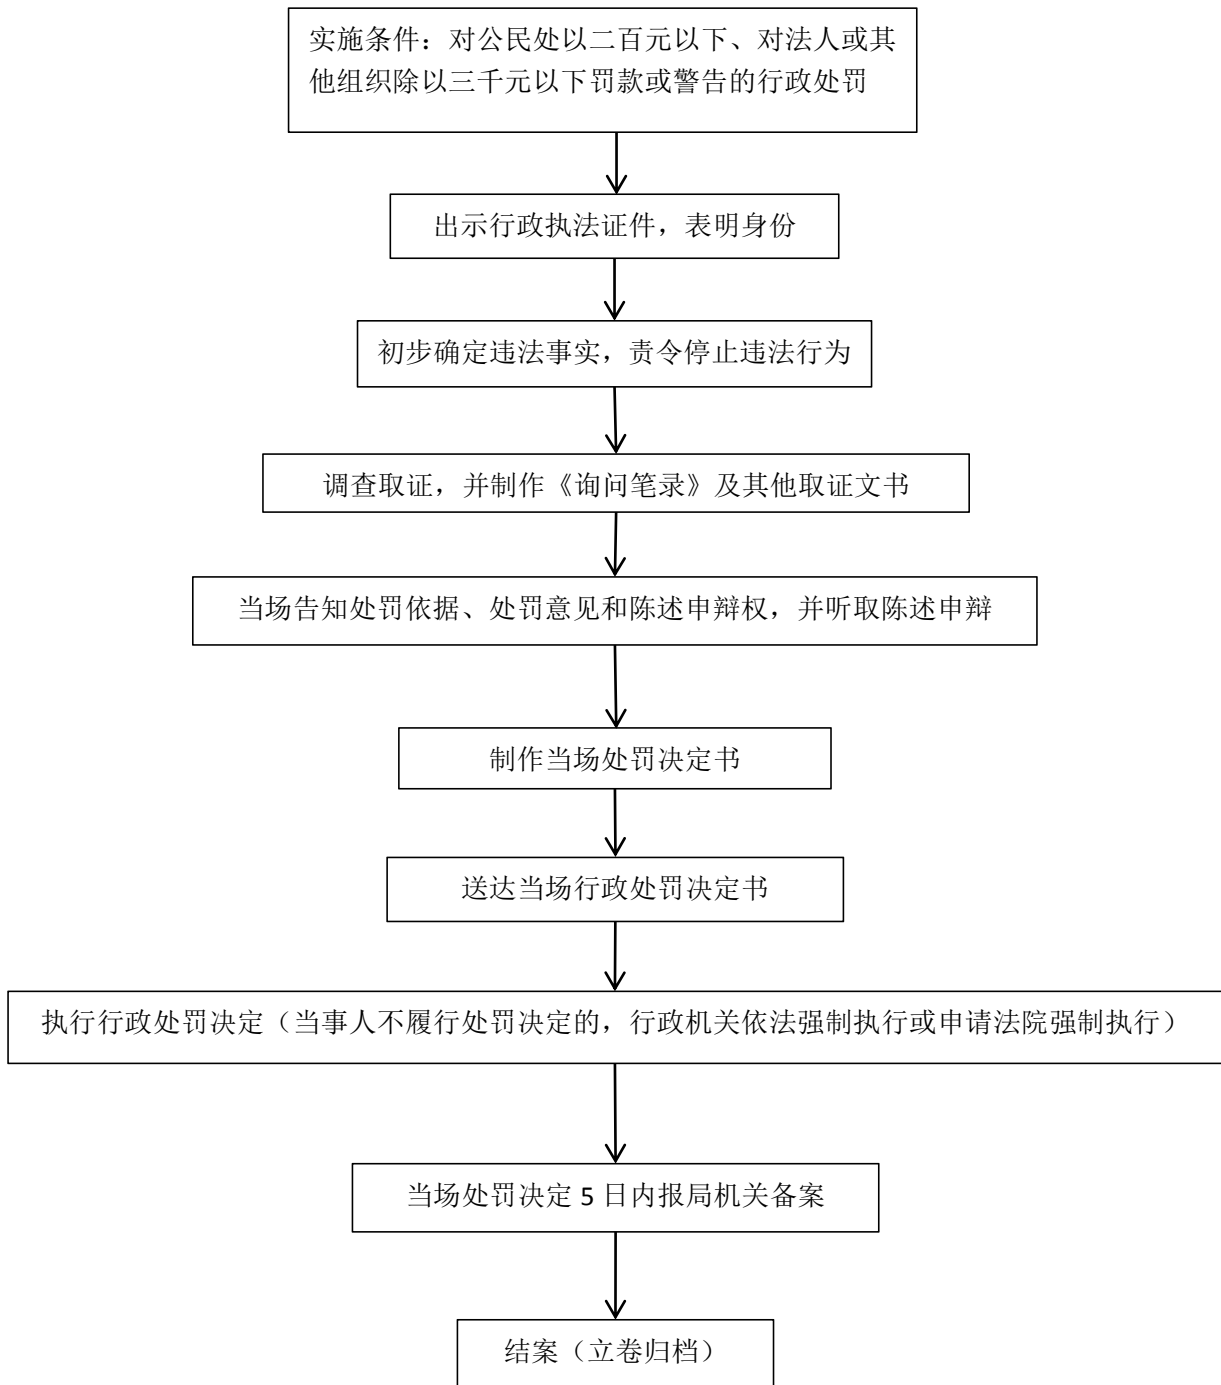 实施条件：对公民处以二百元以下、对法人或其
他组织除以三千元以下罚款或警告的行政处罚
出示行政执法证件，表明身份
初步确定违法事实，责令停止违法行为
调查取证，并制作《询问笔录》及其他取证文书
当场告知处罚依据、处罚意见和陈述申辩权，并听取陈述申辩
制作当场处罚决定书
送达当场行政处罚决定书
执行行政处罚决定（当事人不履行处罚决定的，行政机关依法强制执行或申请法院强制执行）
当场处罚决定 5 日内报局机关备案
结案（立卷归档）